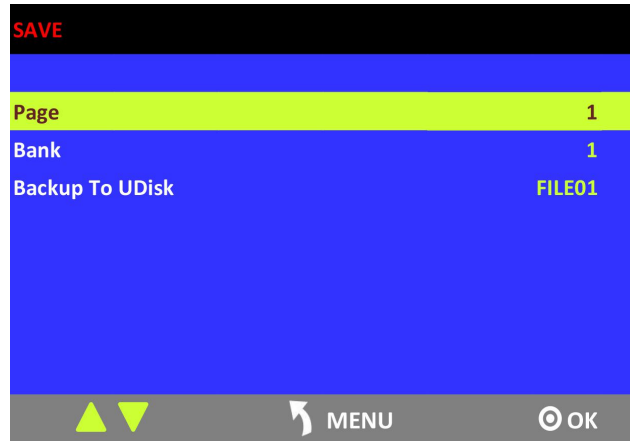 SAVE
Page 1
Bank 1
Backup To UDisk FILE01
MENU OK